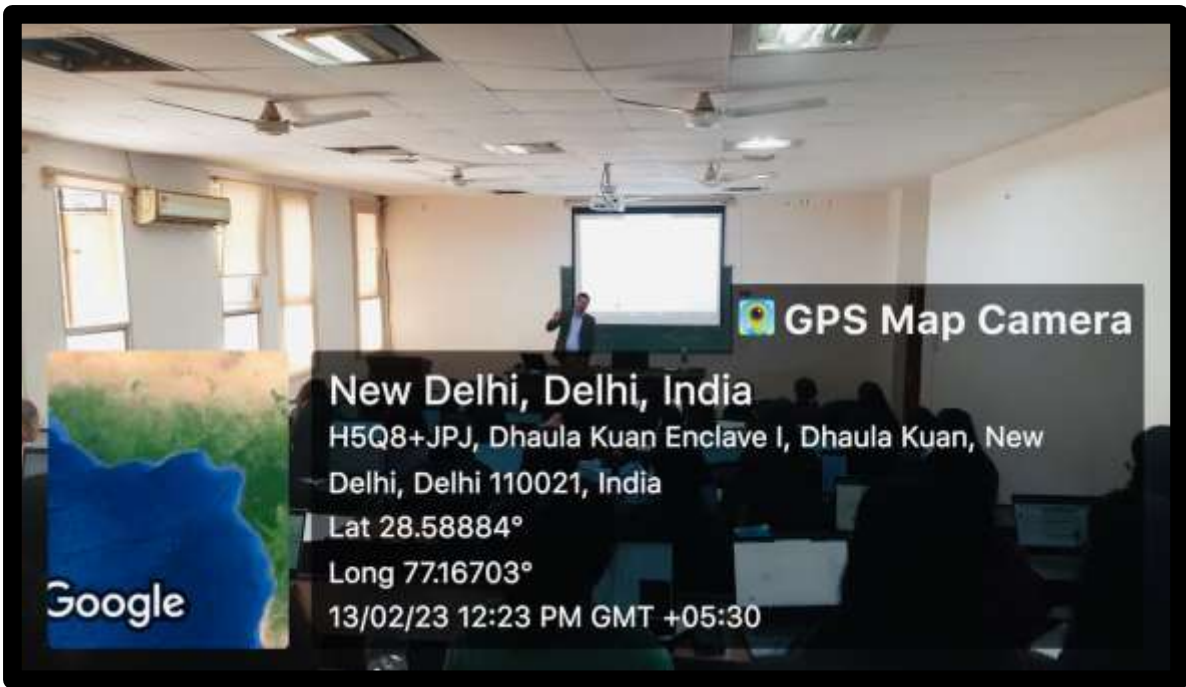 GPS Map Camera
New Delhi, Delhi, India
H5Q8+JPJ, Dhaula Kuan Enclave I, Dhaula Kuan, New
Delhi, Delhi 110021, India
Lat 28.58884°
Long 77.16703°
13/02/23 12:23 PM GMT +05:30
Google